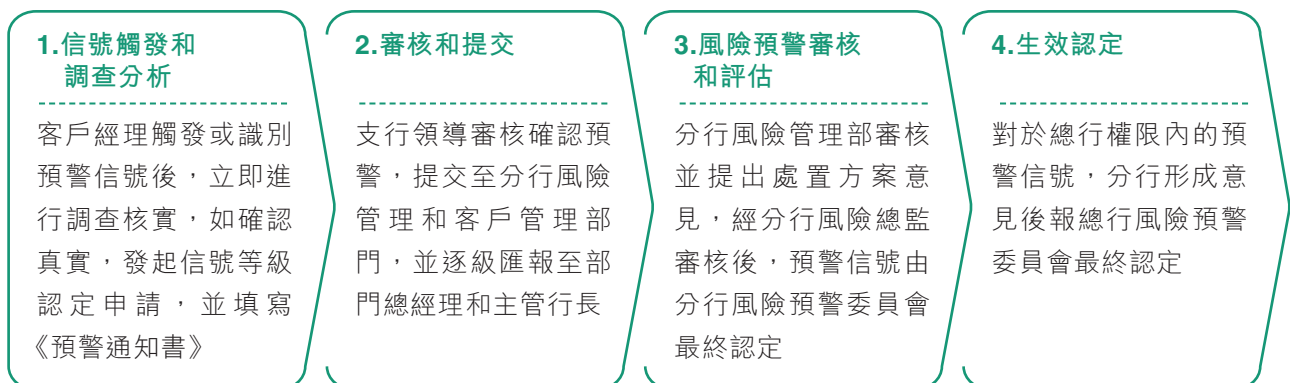 1.信號觸發和
調查分析
客戶經理觸發或識別
預警信號後，立即進
行調查核實，如確認
真實，發起信號等級
認定申請，並填寫
《預警通知書》
2.審核和提交
支行領導審核確認預
警，提交至分行風險
管理和客戶管理部
門，並逐級匯報至部
門總經理和主管行長
3.風險預警審核
和評估
分行風險管理部審核
並提出處置方案意
見，經分行風險總監
審核後，預警信號由
分行風險預警委員會
最終認定
4.生效認定
對於總行權限內的預
警信號，分行形成意
見後報總行風險預警
委員會最終認定